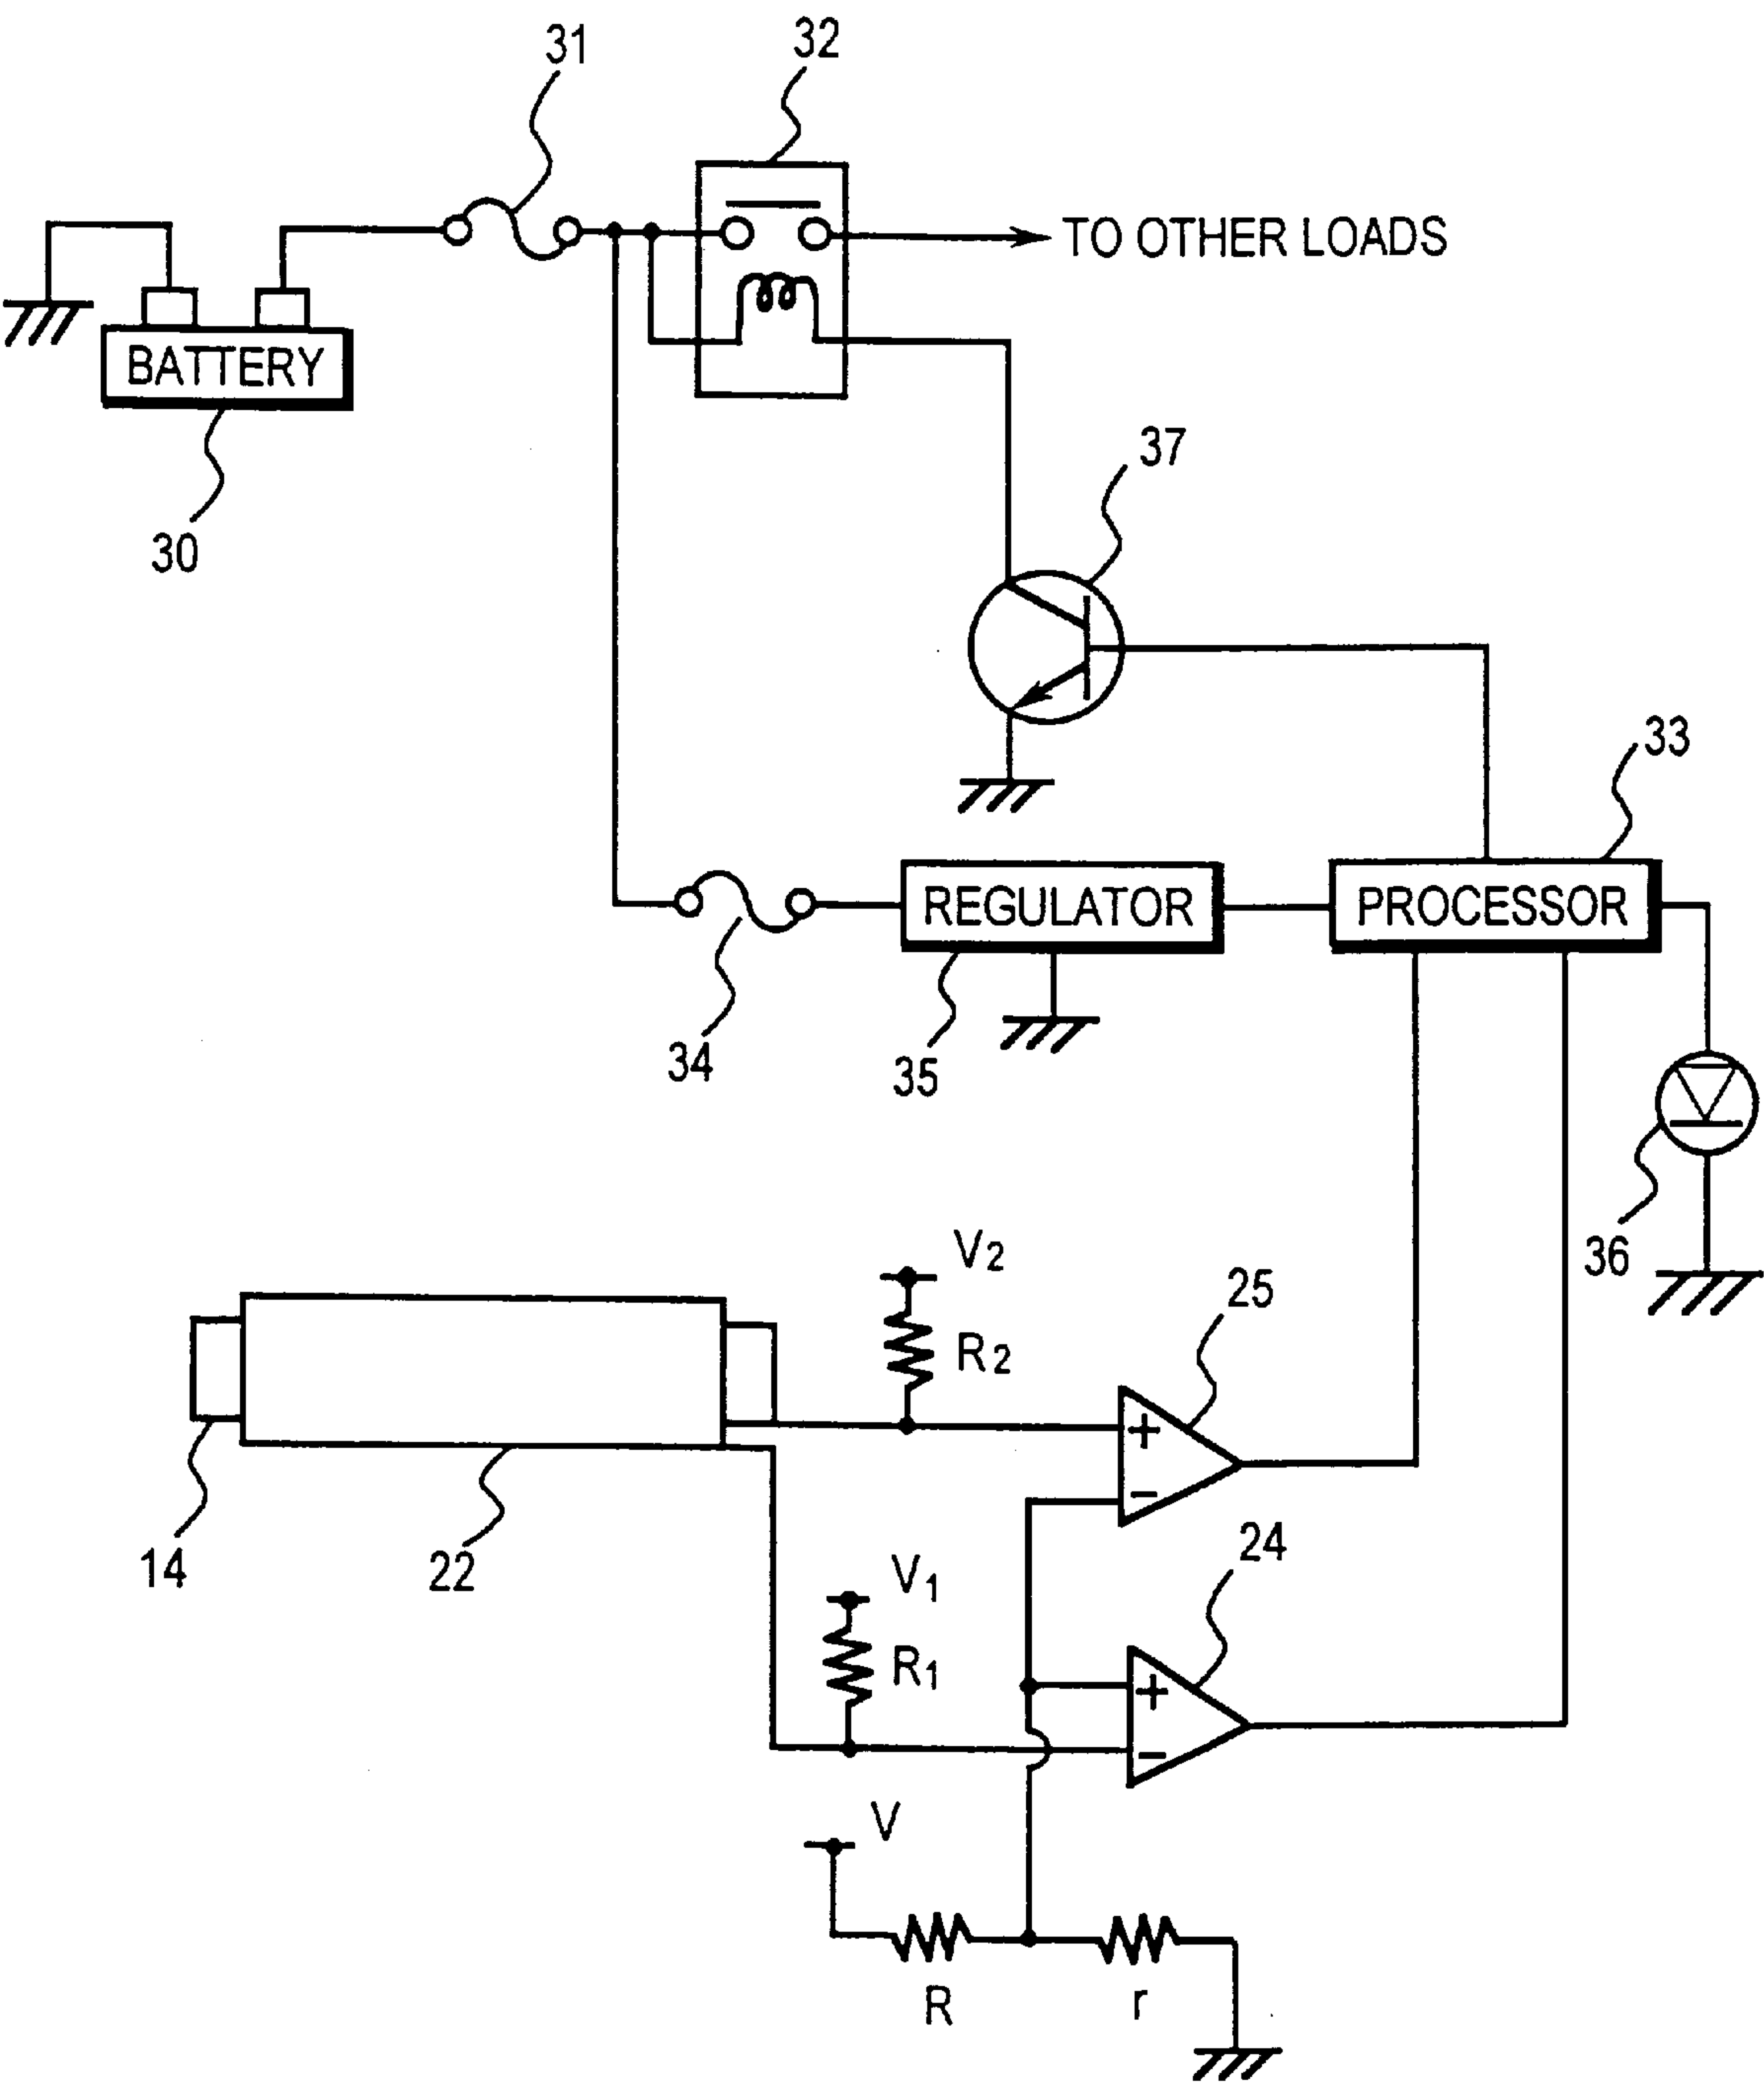 31
32
TO OTHER LOADS
BATTERY
30
37
33
REGULATOR
PROCESSOR
34
35
36
V2
R2
25
14
22
V1
R1
24
+
-
+
-
V
R
r